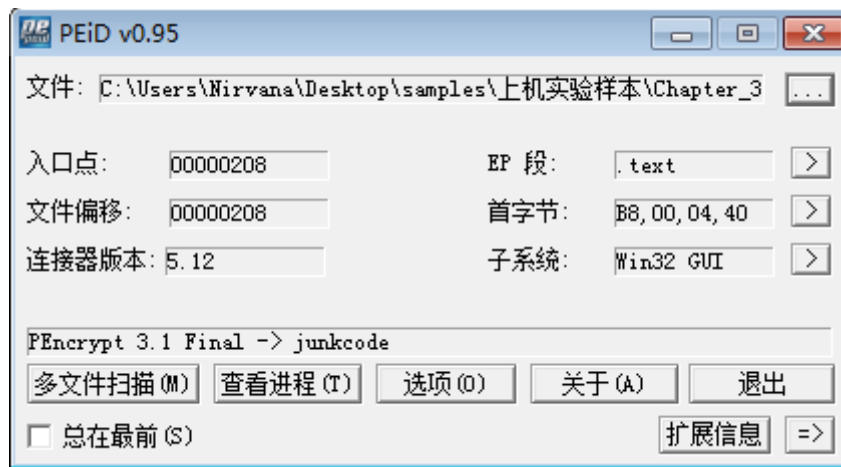 PEiD v0.95
文件: C:\Users\Nirvana\Desktop\samples\上机实验样本\Chapter_3 ...
入口点: 00000208 EP 段: .text >
文件偏移: 00000208 首字节: B8,00,04,40 >
连接器版本: 5.12 子系统: Win32 GUI >
PEncrypt 3.1 Final -> junkcode
多文件扫描(M) 查看进程(T) 选项(O) 关于(A) 退出
总在最前(S) 扩展信息 =>